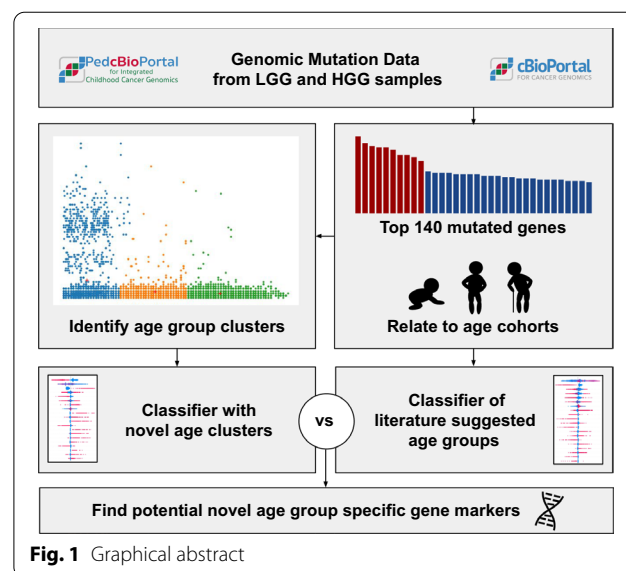 PedcBioPortal
for Integrated
Childhood Cancer Genomics
Genomic Mutation Data
from LGG and HGG samples
cBioPortal
FOR CANCER GENOMICS
Identify age group clusters
Top 140 mutated genes
Relate to age cohorts
Classifier with
novel age clusters
vs
Classifier of
literature suggested
age groups
Find potential novel age group specific gene markers
Fig. 1 Graphical abstract